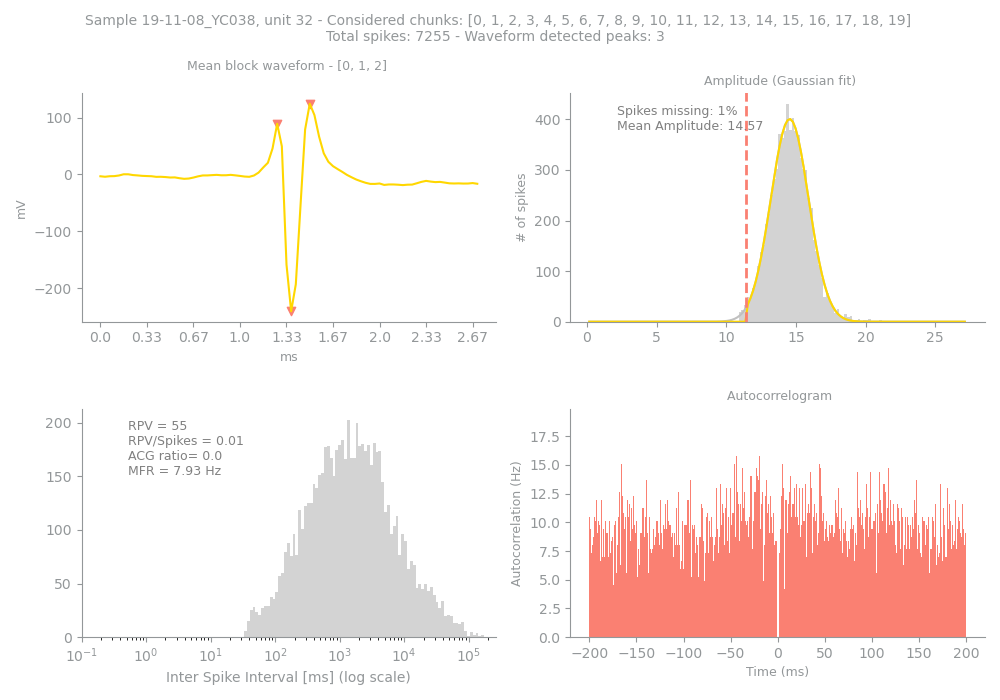 Sample 19-11-08_YC038, unit 32 - Considered chunks: [0, 1, 2, 3, 4, 5, 6, 7, 8, 9, 10, 11, 12, 13, 14, 15, 16, 17, 18, 19]
Total spikes: 7255 - Waveform detected peaks: 3
Mean block waveform - [0, 1, 2]
100
0
−100
−200
mV
0.0 0.33 0.67 1.0 1.33 1.67 2.0 2.33 2.67
ms
Amplitude (Gaussian fit)
Spikes missing: 1%
Mean Amplitude: 14.57
400
300
200
100
0
# of spikes
0 5 10 15 20 25
RPV = 55
RPV/Spikes = 0.01
ACG ratio= 0.0
MFR = 7.93 Hz
200
150
100
50
0
10⁻¹ 10⁰ 10¹ 10² 10³ 10⁴ 10⁵
Inter Spike Interval [ms] (log scale)
Autocorrelogram
17.5
15.0
12.5
10.0
7.5
5.0
2.5
0.0
Autocorrelation (Hz)
−200 −150 −100 −50 0 50 100 150 200
Time (ms)